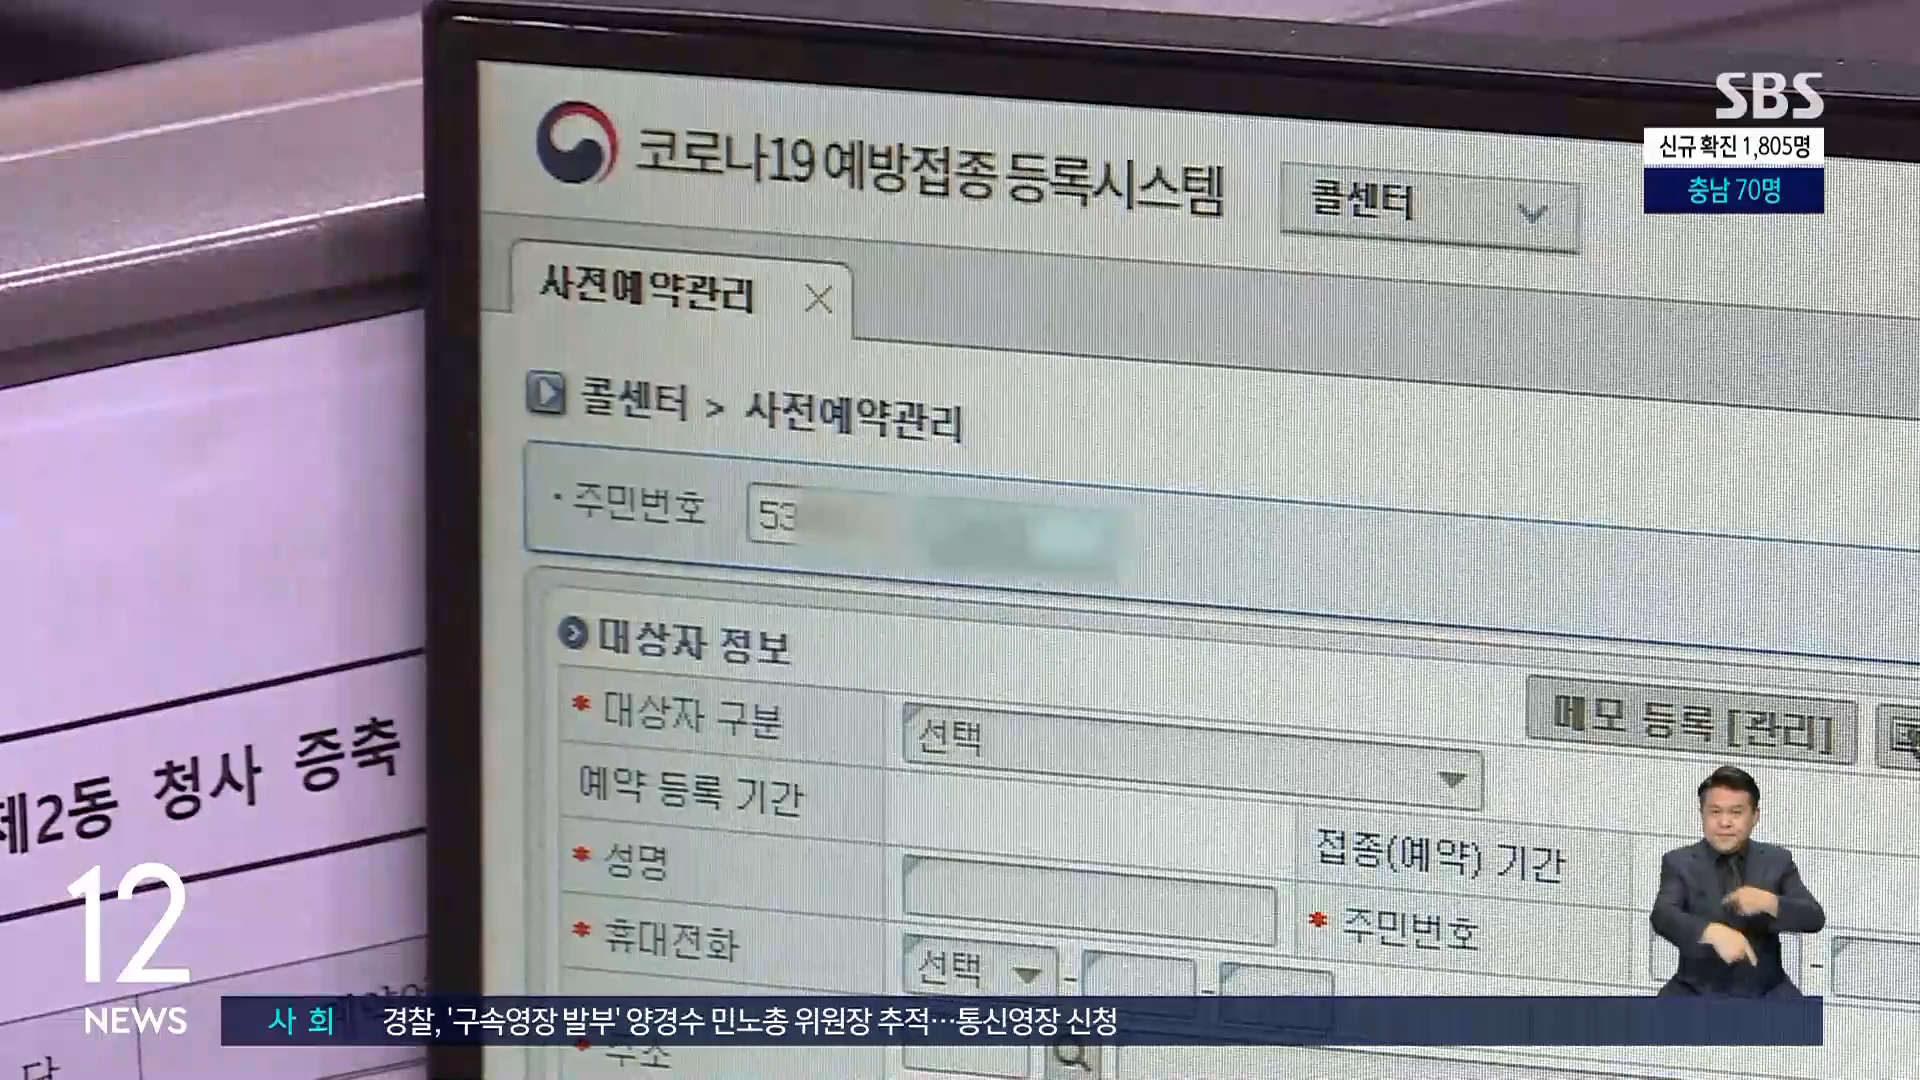 SBS
신규 확진 1,805명
충남 70명
코로나19 예방접종 등록시스템
콜센터
사전예약관리
콜센터 > 사전예약관리
· 주민번호 53
대상자 정보
메모 등록 [관리]
* 대상자 구분 선택
예약 등록 기간
접종(예약) 기간
* 성명
* 주민번호
* 휴대전화 선택 - -
* 주소
제2동 청사 증축
12
NEWS
사회 경찰, '구속영장 발부' 양경수 민노총 위원장 추적…통신영장 신청